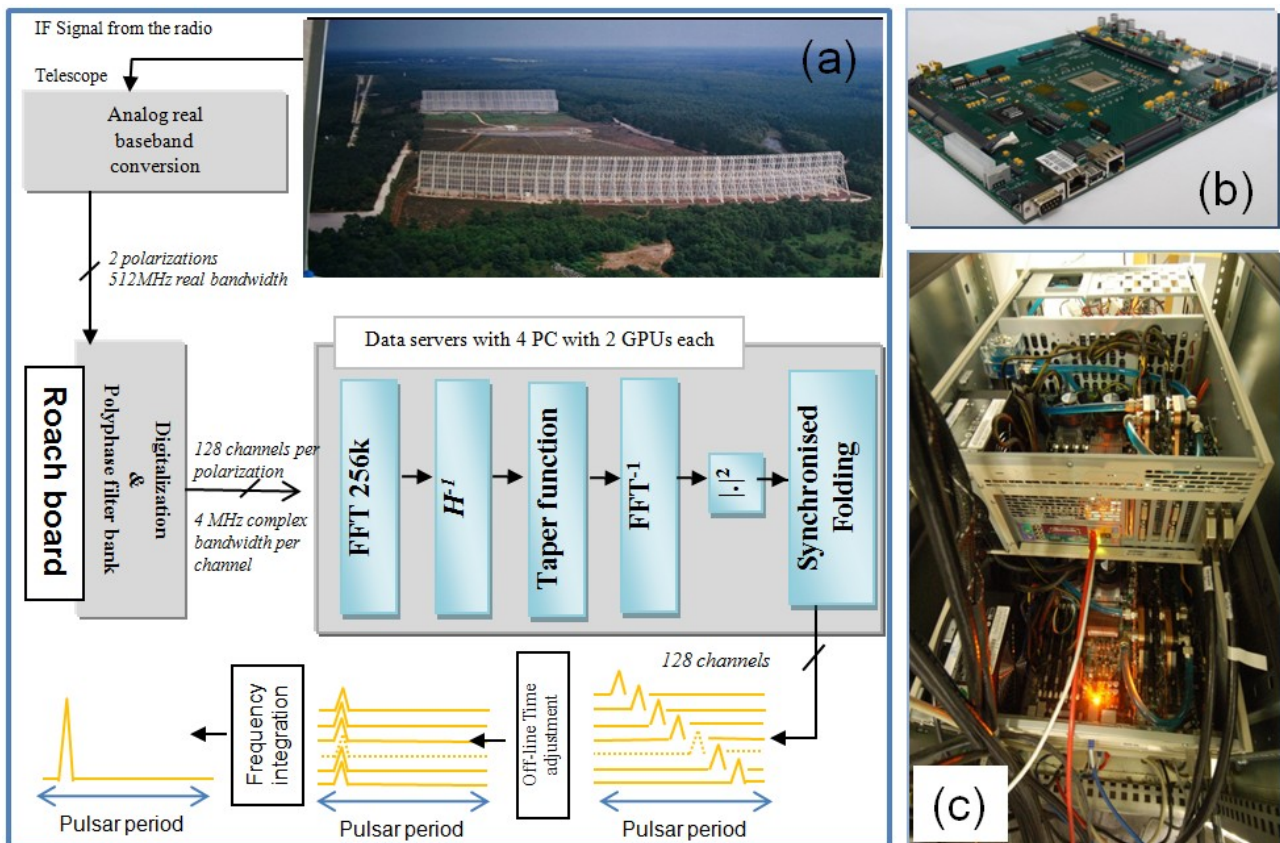 IF Signal from the radio
Telescope
(a)
Analog real
baseband
conversion
2 polarizations
512MHz real bandwidth
Roach board
Digitalization
&
Polyphase filter bank
128 channels per
polarization
4 MHz complex
bandwidth per
channel
Data servers with 4 PC with 2 GPUs each
FFT 256k
H-1
Taper function
FFT-1
|.|2
Synchronised
Folding
128 channels
Off-line Time
adjustment
Frequency
integration
Pulsar period
Pulsar period
Pulsar period
(b)
(c)